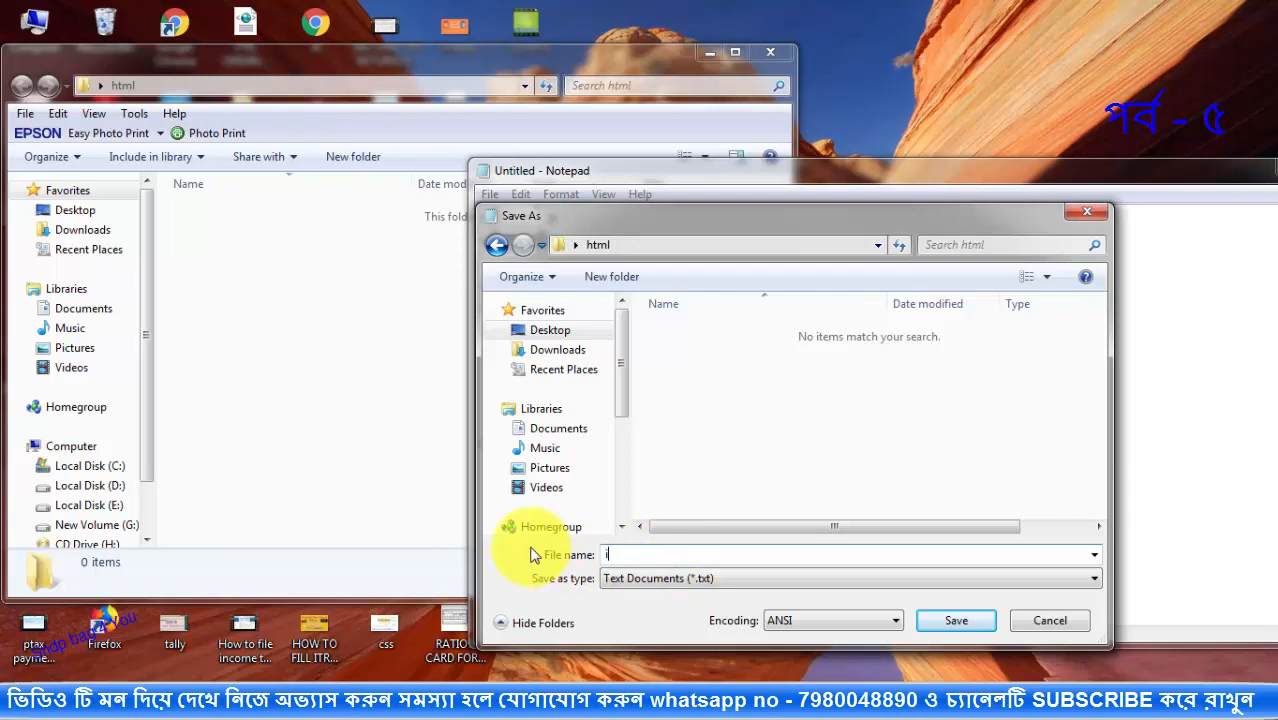 html
Search html
File Edit View Tools Help
EPSON Easy Photo Print Photo Print
Organize Include in library Share with New folder
Favorites
Desktop
Downloads
Recent Places
Libraries
Documents
Music
Pictures
Videos
Homegroup
Computer
Local Disk (C:)
Local Disk (D:)
Local Disk (E:)
New Volume (G:)
CD Drive (H:)
Name Date mod
This fold
0 items
পর্ব - ৫
Untitled - Notepad
File Edit Format View Help
Save As
html
Search html
Organize New folder
Favorites
Desktop
Downloads
Recent Places
Libraries
Documents
Music
Pictures
Videos
Homegroup
Name Date modified Type
No items match your search.
File name: i
Save as type: Text Documents (*.txt)
Hide Folders Encoding: ANSI Save Cancel
ptax
payme...
Firefox
tally
How to file
income t...
HOW TO
FILL ITR...
css
RATIO
CARD FOR...
bag 4 You
ভিডিও টি মন দিয়ে দেখে নিজে অভ্যাস করুন সমস্যা হলে যোগাযোগ করুন whatsapp no - 7980048890 ও চ্যানেলটি SUBSCRIBE করে রাখুন